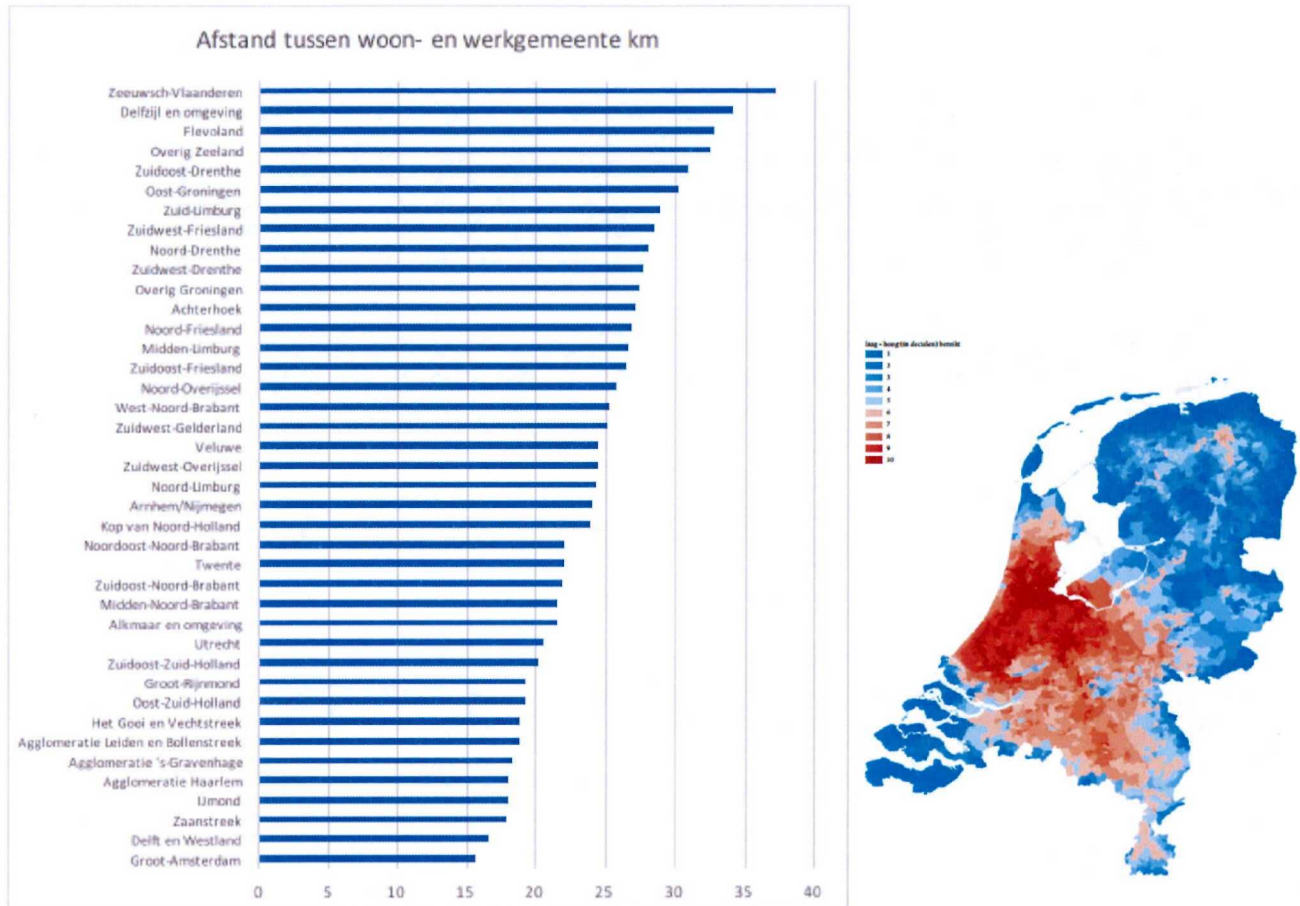 Afstand tussen woon- en werkgemeente km
Zeeuwsch-Vlaanderen
Delfzijl en omgeving
Flevoland
Overig Zeeland
Zuidoost-Drenthe
Oost-Groningen
Zuid-Limburg
Zuidwest-Friesland
Noord-Drenthe
Zuidwest-Drenthe
Overig Groningen
Achterhoek
Noord-Friesland
Midden-Limburg
Zuidoost-Friesland
Noord-Overijssel
West-Noord-Brabant
Zuidwest-Gelderland
Veluwe
Zuidwest-Overijssel
Noord-Limburg
Arnhem/Nijmegen
Kop van Noord-Holland
Noordoost-Noord-Brabant
Twente
Zuidoost-Noord-Brabant
Midden-Noord-Brabant
Alkmaar en omgeving
Utrecht
Zuidoost-Zuid-Holland
Groot-Rijnmond
Oost-Zuid-Holland
Het Gooi en Vechtstreek
Agglomeratie Leiden en Bollenstreek
Agglomeratie 's-Gravenhage
Agglomeratie Haarlem
IJmond
Zaanstreek
Delft en Westland
Groot-Amsterdam
0 5 10 15 20 25 30 35 40
laag - hoog (in decielen) bereikt
1
2
3
4
5
6
7
8
9
10